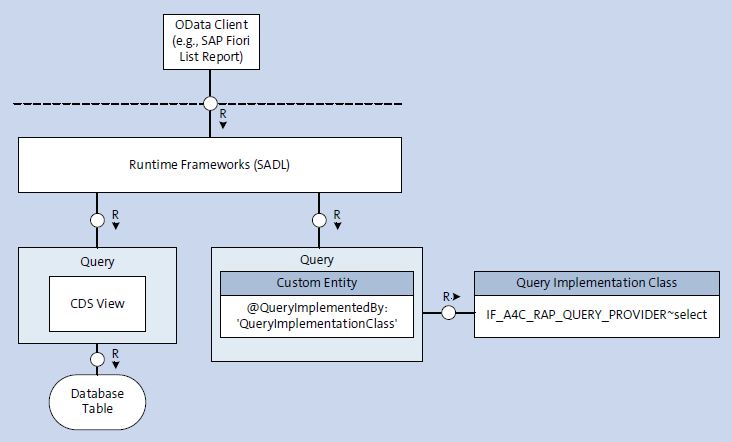 OData Client
(e.g., SAP Fiori
List Report)
R
Runtime Frameworks (SADL)
R
R
Query
CDS View
Query
Custom Entity
@QueryImplementedBy:
'QueryImplementationClass'
R
Query Implementation Class
IF_A4C_RAP_QUERY_PROVIDER~select
R
Database
Table